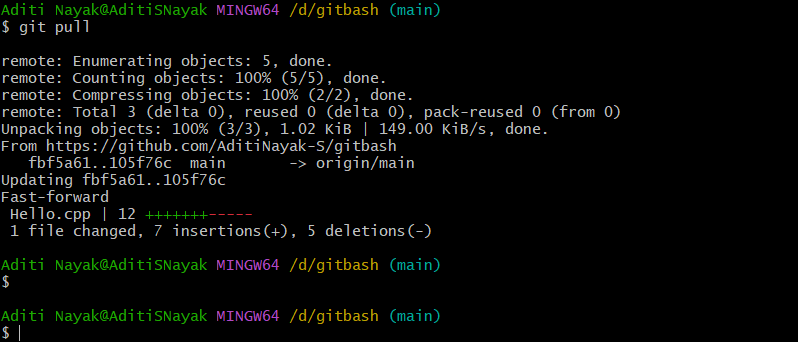 Aditi Nayak@AditiSNayak MINGW64 /d/gitbash (main)
$ git pull
remote: Enumerating objects: 5, done.
remote: Counting objects: 100% (5/5), done.
remote: Compressing objects: 100% (2/2), done.
remote: Total 3 (delta 0), reused 0 (delta 0), pack-reused 0 (from 0)
Unpacking objects: 100% (3/3), 1.02 KiB | 149.00 KiB/s, done.
From https://github.com/AditiNayak-S/gitbash
   fbf5a61..105f76c  main       -> origin/main
Updating fbf5a61..105f76c
Fast-forward
 Hello.cpp | 12 +++++++-----
 1 file changed, 7 insertions(+), 5 deletions(-)
Aditi Nayak@AditiSNayak MINGW64 /d/gitbash (main)
$
Aditi Nayak@AditiSNayak MINGW64 /d/gitbash (main)
$